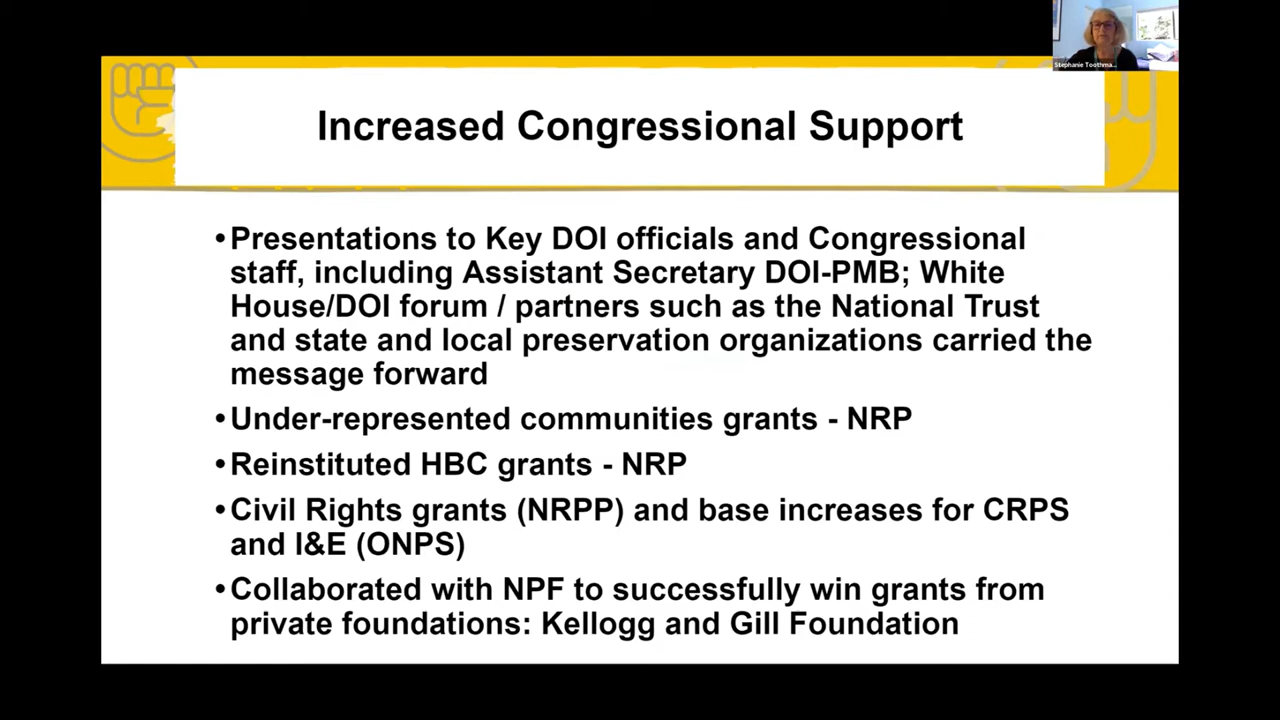 Stephanie Toothma...
Increased Congressional Support
•Presentations to Key DOI officials and Congressional
staff, including Assistant Secretary DOI-PMB; White
House/DOI forum / partners such as the National Trust
and state and local preservation organizations carried the
message forward
•Under-represented communities grants - NRP
•Reinstituted HBC grants - NRP
•Civil Rights grants (NRPP) and base increases for CRPS
and I&E (ONPS)
•Collaborated with NPF to successfully win grants from
private foundations: Kellogg and Gill Foundation